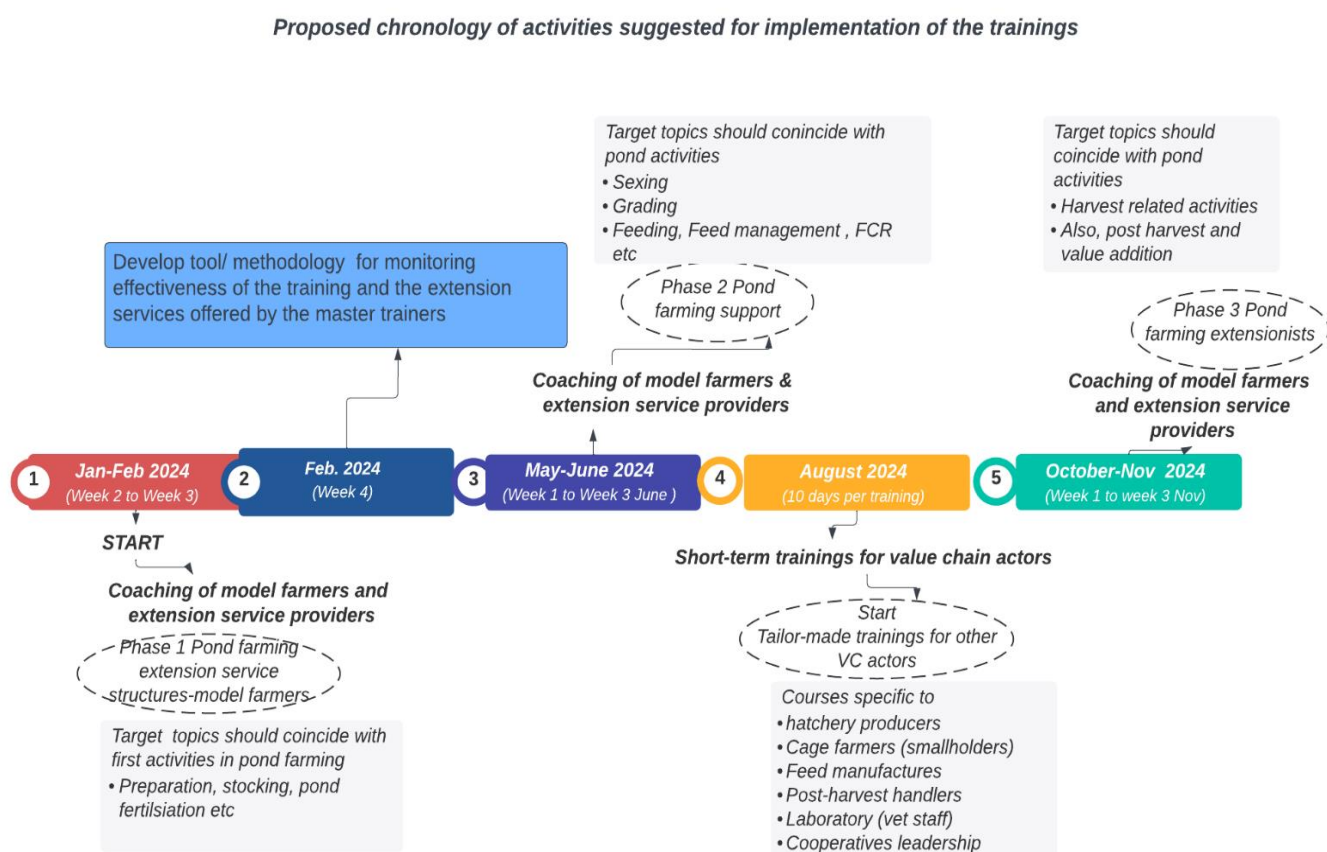 Proposed chronology of activities suggested for implementation of the trainings
Target topics should conincide with
pond activities
• Sexing
• Grading
• Feeding, Feed management , FCR
etc
Target topics should
coincide with pond
activities
• Harvest related activities
• Also, post harvest and
value addition
Develop tool/ methodology for monitoring
effectiveness of the training and the extension
services offered by the master trainers
Phase 2 Pond
farming support
Phase 3 Pond
farming extensionists
Coaching of model farmers &
extension service providers
Coaching of model farmers
and extension service
providers
1
Jan-Feb 2024
(Week 2 to Week 3)
2
Feb. 2024
(Week 4)
3
May-June 2024
(Week 1 to Week 3 June )
4
August 2024
(10 days per training)
5
October-Nov 2024
(Week 1 to week 3 Nov)
START
Coaching of model farmers and
extension service providers
Phase 1 Pond farming
extension service
structures-model farmers
Target topics should coincide with
first activities in pond farming
• Preparation, stocking, pond
fertilsiation etc
Short-term trainings for value chain actors
Start
Tailor-made trainings for other
VC actors
Courses specific to
• hatchery producers
• Cage farmers (smallholders)
• Feed manufactures
• Post-harvest handlers
• Laboratory (vet staff)
• Cooperatives leadership